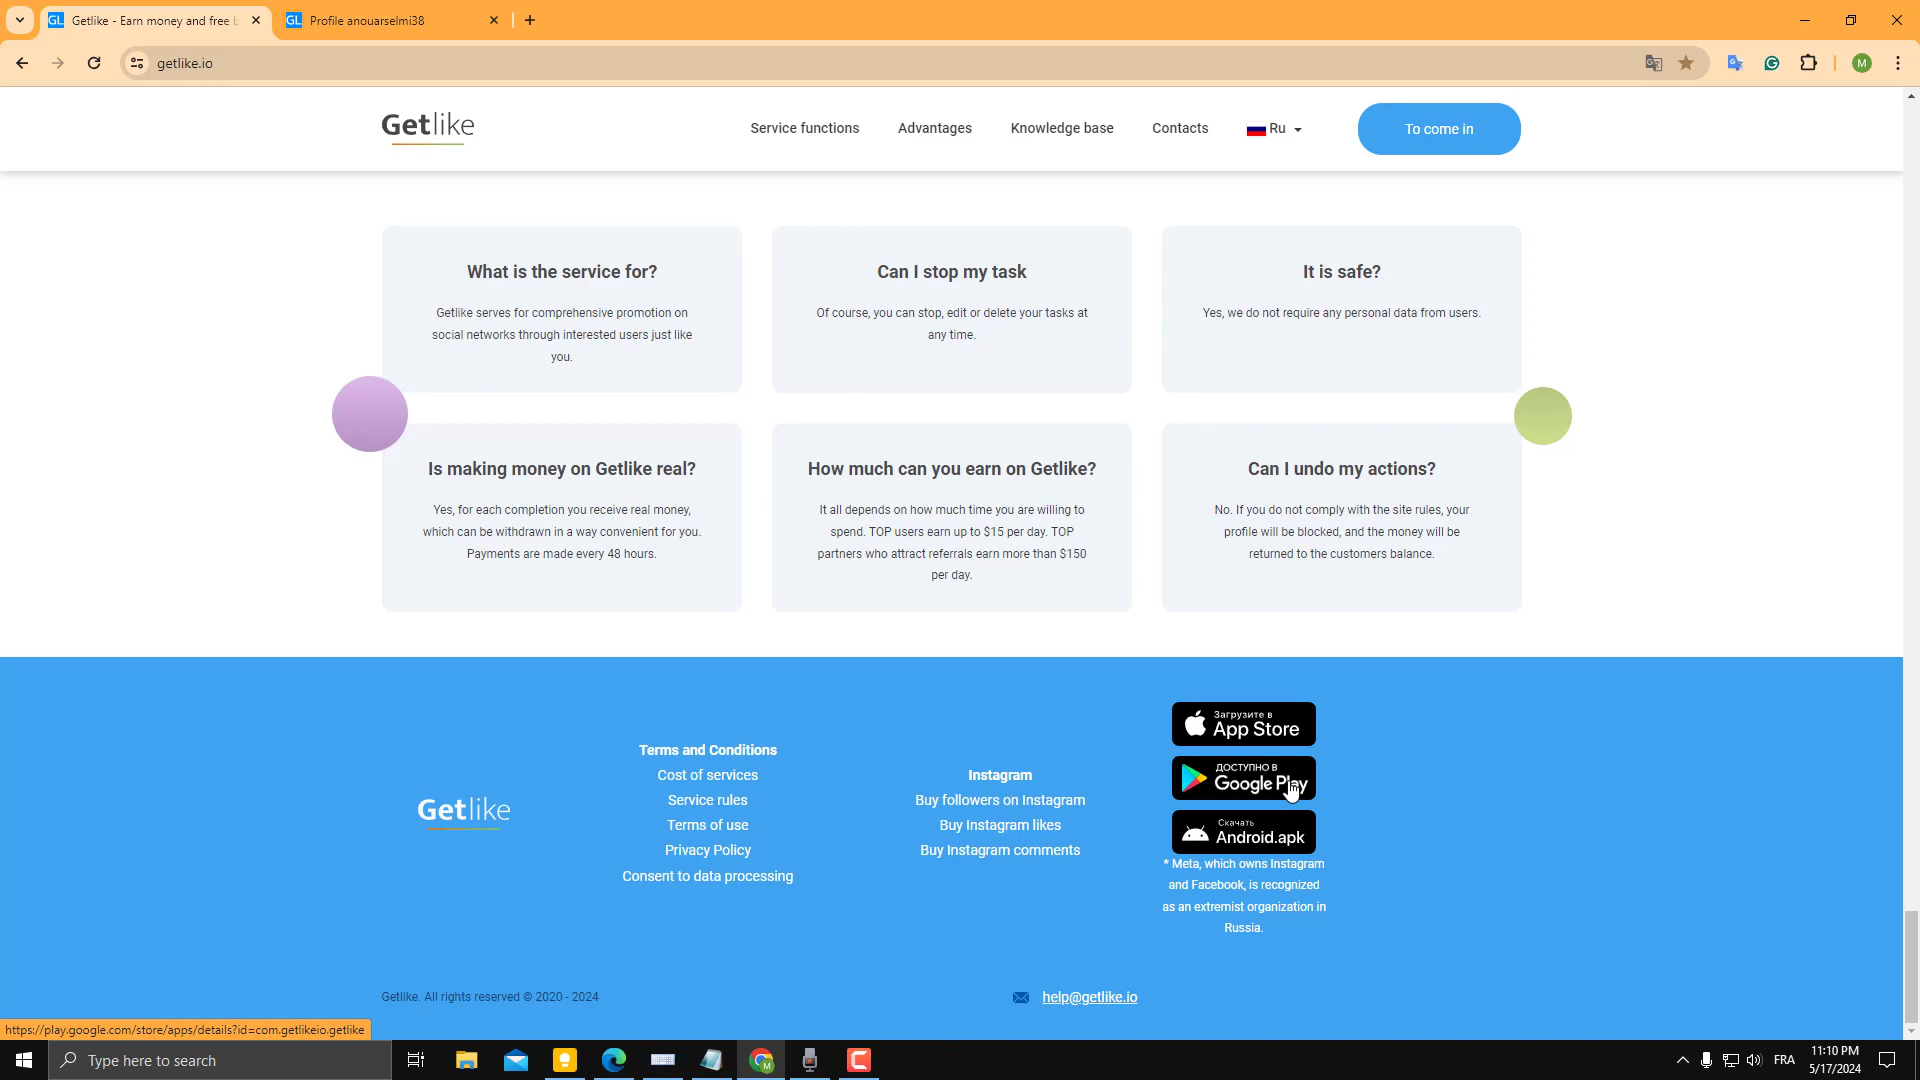 Getlike - Earn money and free b
Profile anouarselmi38
getlike.io
M
Getlike
Service functions
Advantages
Knowledge base
Contacts
Ru
To come in
What is the service for?
Getlike serves for comprehensive promotion on
social networks through interested users just like
you.
Can I stop my task
Of course, you can stop, edit or delete your tasks at
any time.
It is safe?
Yes, we do not require any personal data from users.
Is making money on Getlike real?
Yes, for each completion you receive real money,
which can be withdrawn in a way convenient for you.
Payments are made every 48 hours.
How much can you earn on Getlike?
It all depends on how much time you are willing to
spend. TOP users earn up to $15 per day. TOP
partners who attract referrals earn more than $150
per day.
Can I undo my actions?
No. If you do not comply with the site rules, your
profile will be blocked, and the money will be
returned to the customers balance.
Getlike
Terms and Conditions
Cost of services
Service rules
Terms of use
Privacy Policy
Consent to data processing
Instagram
Buy followers on Instagram
Buy Instagram likes
Buy Instagram comments
Загрузите в
App Store
ДОСТУПНО В
Google Play
Скачать
Android.apk
* Meta, which owns Instagram
and Facebook, is recognized
as an extremist organization in
Russia.
Getlike. All rights reserved © 2020 - 2024
help@getlike.io
https://play.google.com/store/apps/details?id=com.getlikeio.getlike
Type here to search
FRA
11:10 PM
5/17/2024